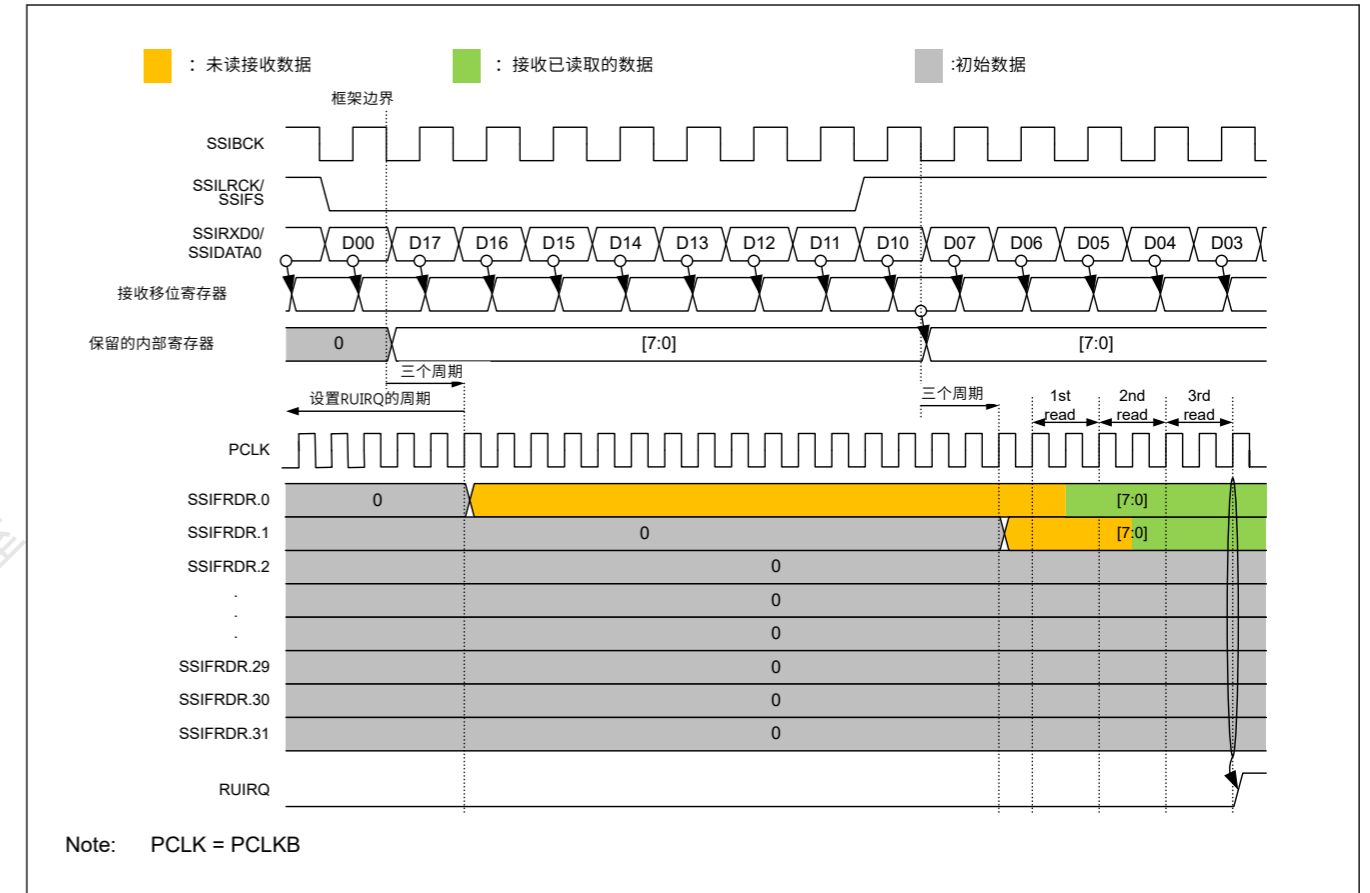 ：未读接收数据
：接收已读取的数据
:初始数据
框架边界
SSIBCK
SSILRCK/
SSIFS
SSIRXD0/
SSIDATA0
D00 D17 D16 D15 D14 D13 D12 D11 D10 D07 D06 D05 D04 D03
接收移位寄存器
保留的内部寄存器
0 [7:0] [7:0]
三个周期
设置RUIRQ的周期
三个周期
1st
read
2nd
read
3rd
read
PCLK
SSIFRDR.0 0 [7:0]
SSIFRDR.1 0 [7:0]
SSIFRDR.2 0
. 0
.
. 0
SSIFRDR.29 0
SSIFRDR.30 0
SSIFRDR.31 0
RUIRQ
Note: PCLK = PCLKB